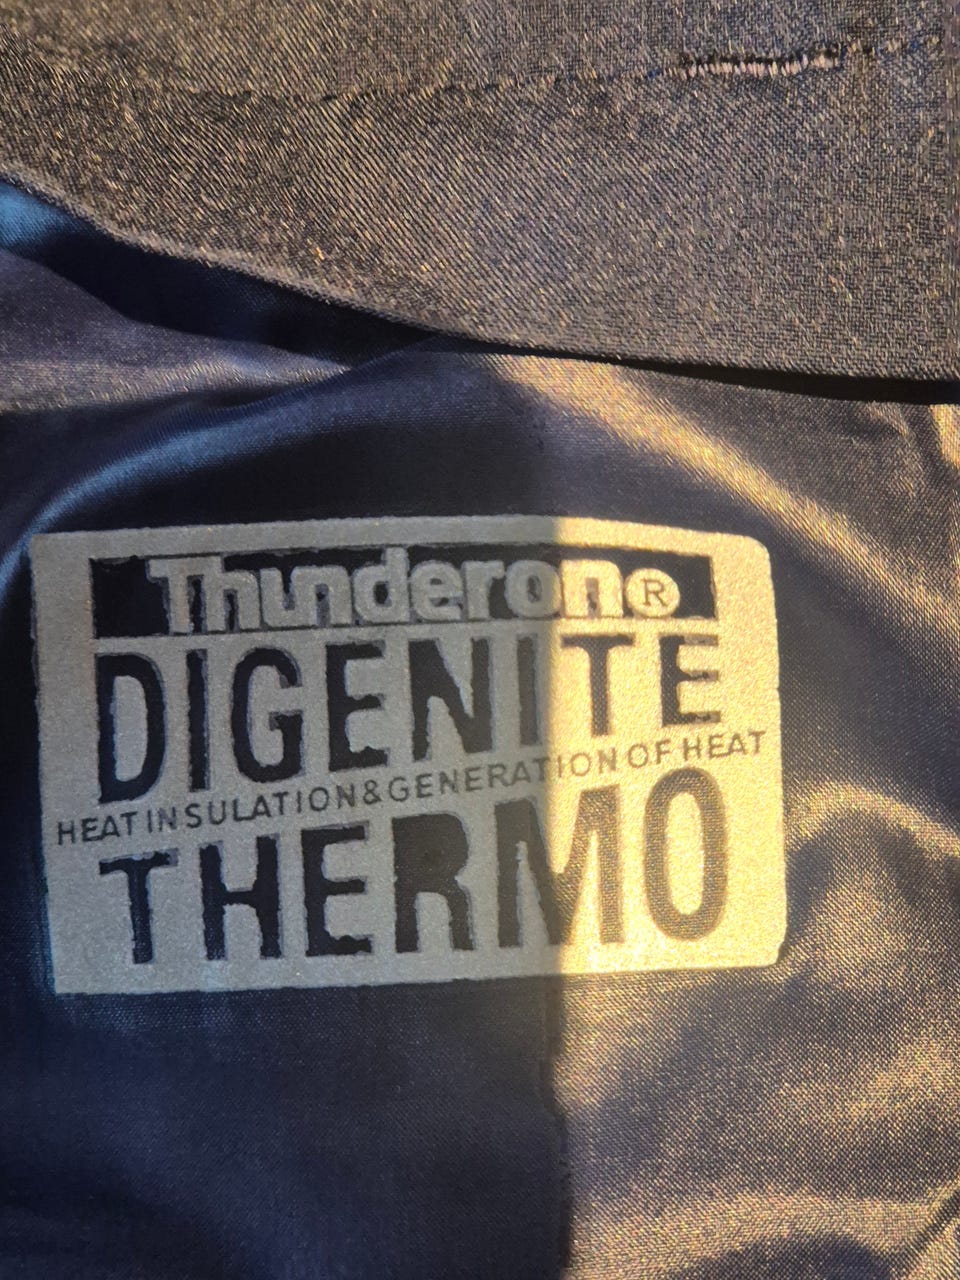 Thunderon®
DIGENITE
HEAT INSULATION & GENERATION OF HEAT
THERMO